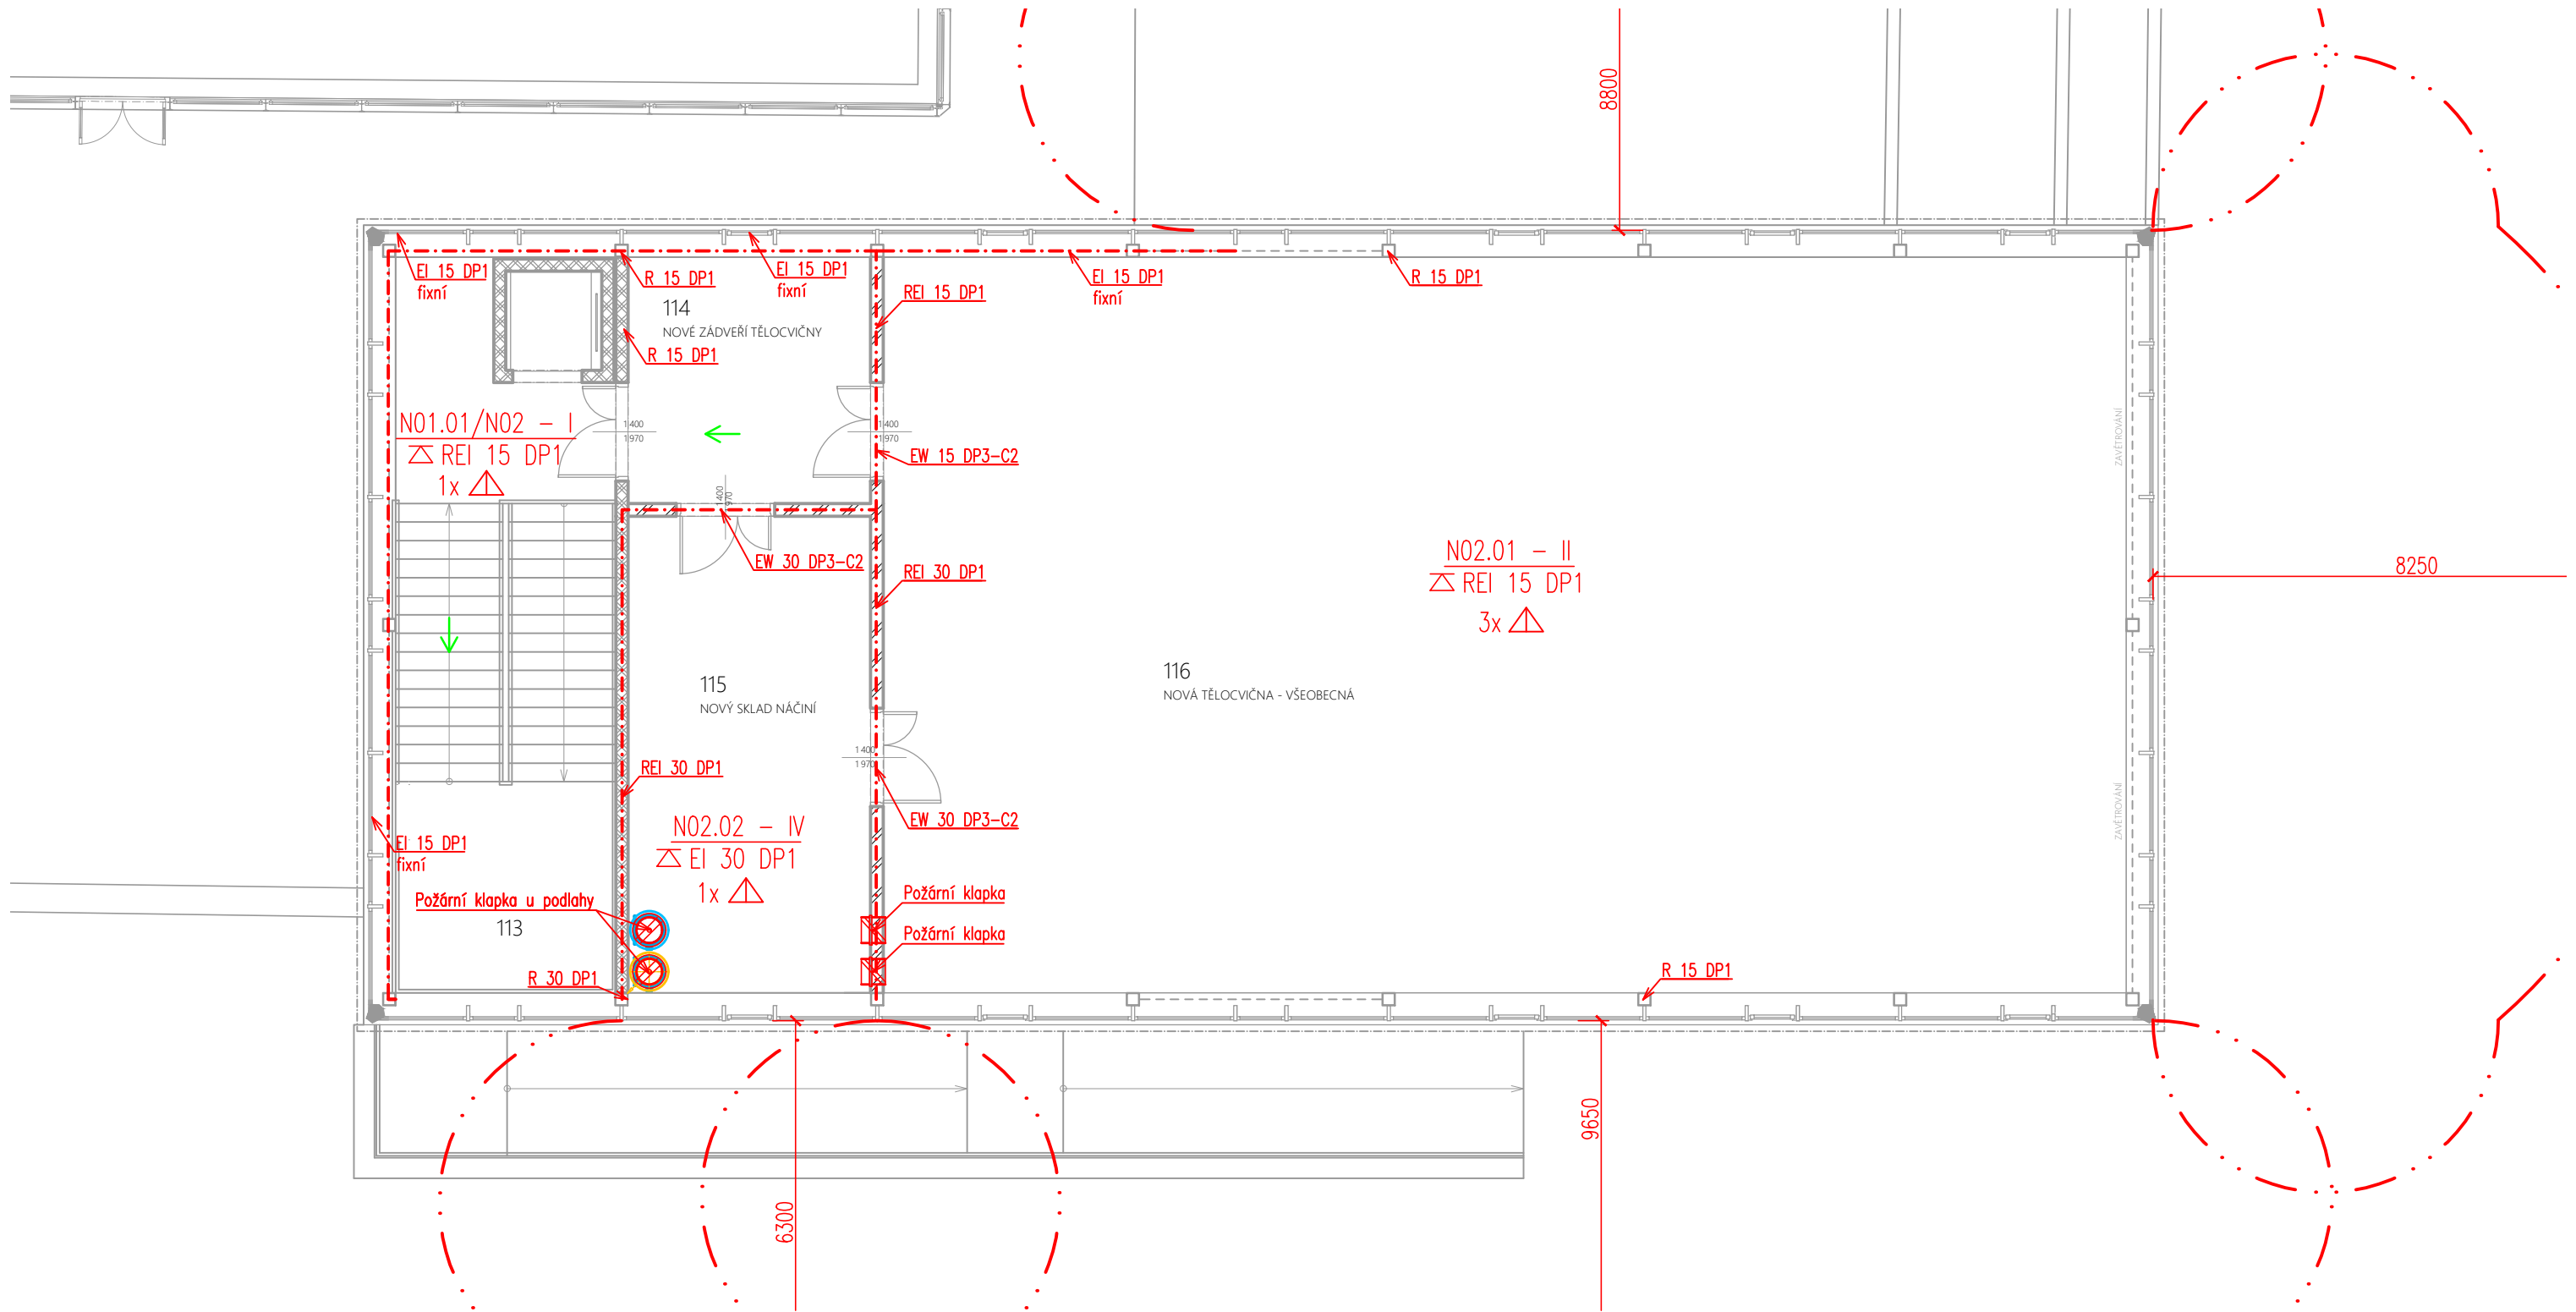 8800
EI 15 DP1
fixní
R 15 DP1
EI 15 DP1
fixní
EI 15 DP1
fixní
R 15 DP1
REI 15 DP1
114
NOVÉ ZÁDVEŘÍ TĚLOCVIČNY
R 15 DP1
N01.01/N02 - I
REI 15 DP1
1x
1400
1970
1400
1970
EW 15 DP3-C2
ZAVĚTROVÁNÍ
1400
970
EW 30 DP3-C2
REI 30 DP1
N02.01 - II
REI 15 DP1
3x
8250
115
NOVÝ SKLAD NÁČINÍ
116
NOVÁ TĚLOCVIČNA - VŠEOBECNÁ
REI 30 DP1
1400
1970
EW 30 DP3-C2
ZAVĚTROVÁNÍ
N02.02 - IV
EI 30 DP1
1x
EI 15 DP1
fixní
Požární klapka u podlahy
113
Požární klapka
Požární klapka
R 30 DP1
R 15 DP1
6300
9650